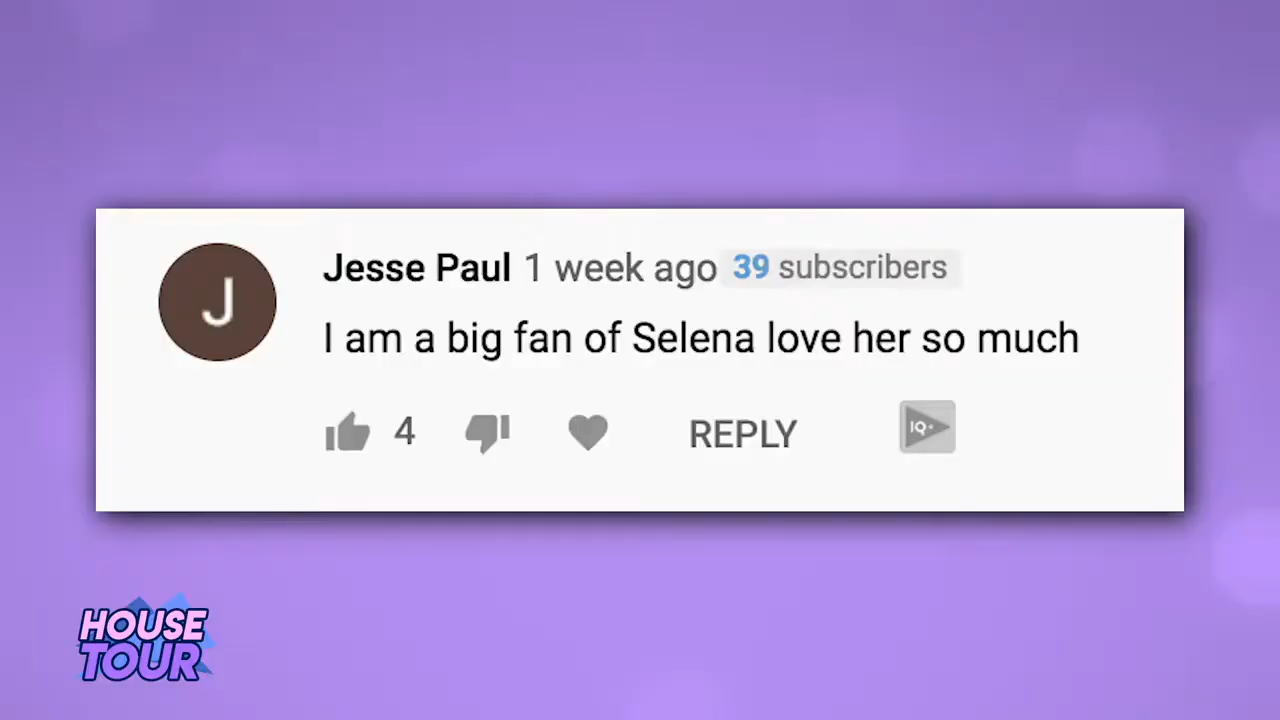 J
Jesse Paul 1 week ago 39 subscribers
I am a big fan of Selena love her so much
4 REPLY IQ
HOUSE
TOUR